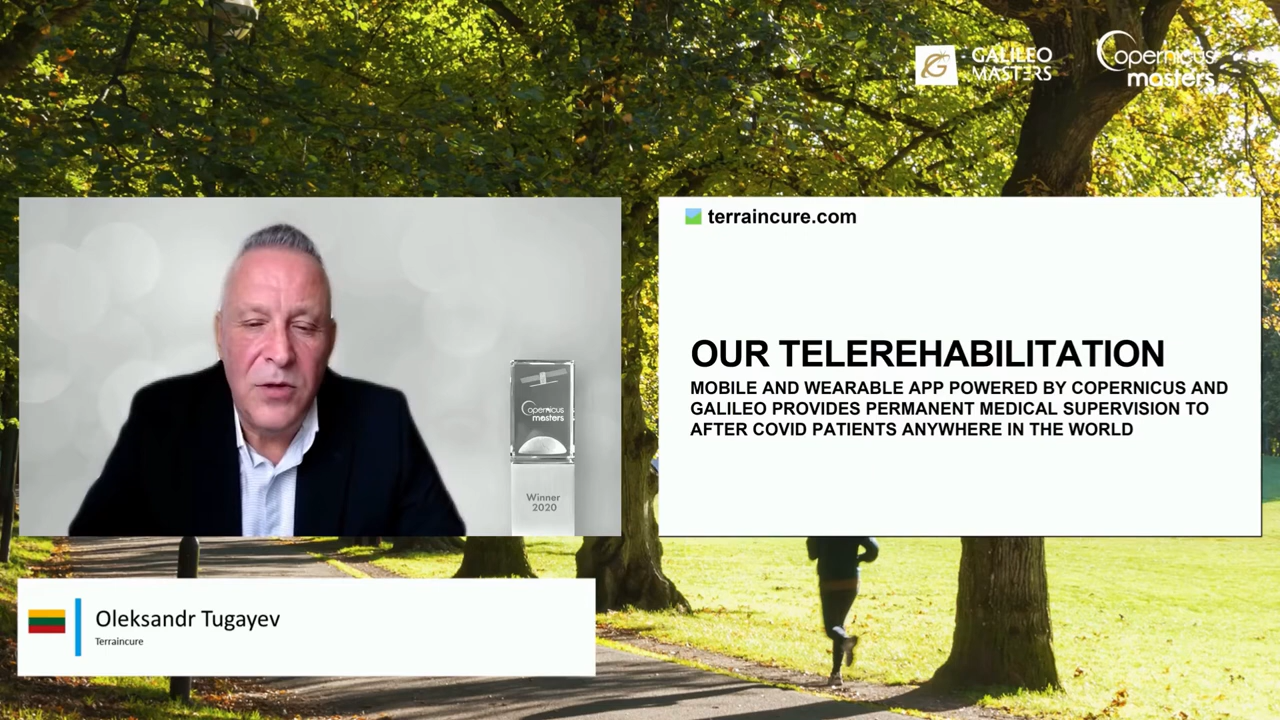 GALILEO
MASTERS
Copernicus
masters
terraincure.com
OUR TELEREHABILITATION
MOBILE AND WEARABLE APP POWERED BY COPERNICUS AND
GALILEO PROVIDES PERMANENT MEDICAL SUPERVISION TO
AFTER COVID PATIENTS ANYWHERE IN THE WORLD
Copernicus
masters
Winner
2020
Oleksandr Tugayev
Terraincure